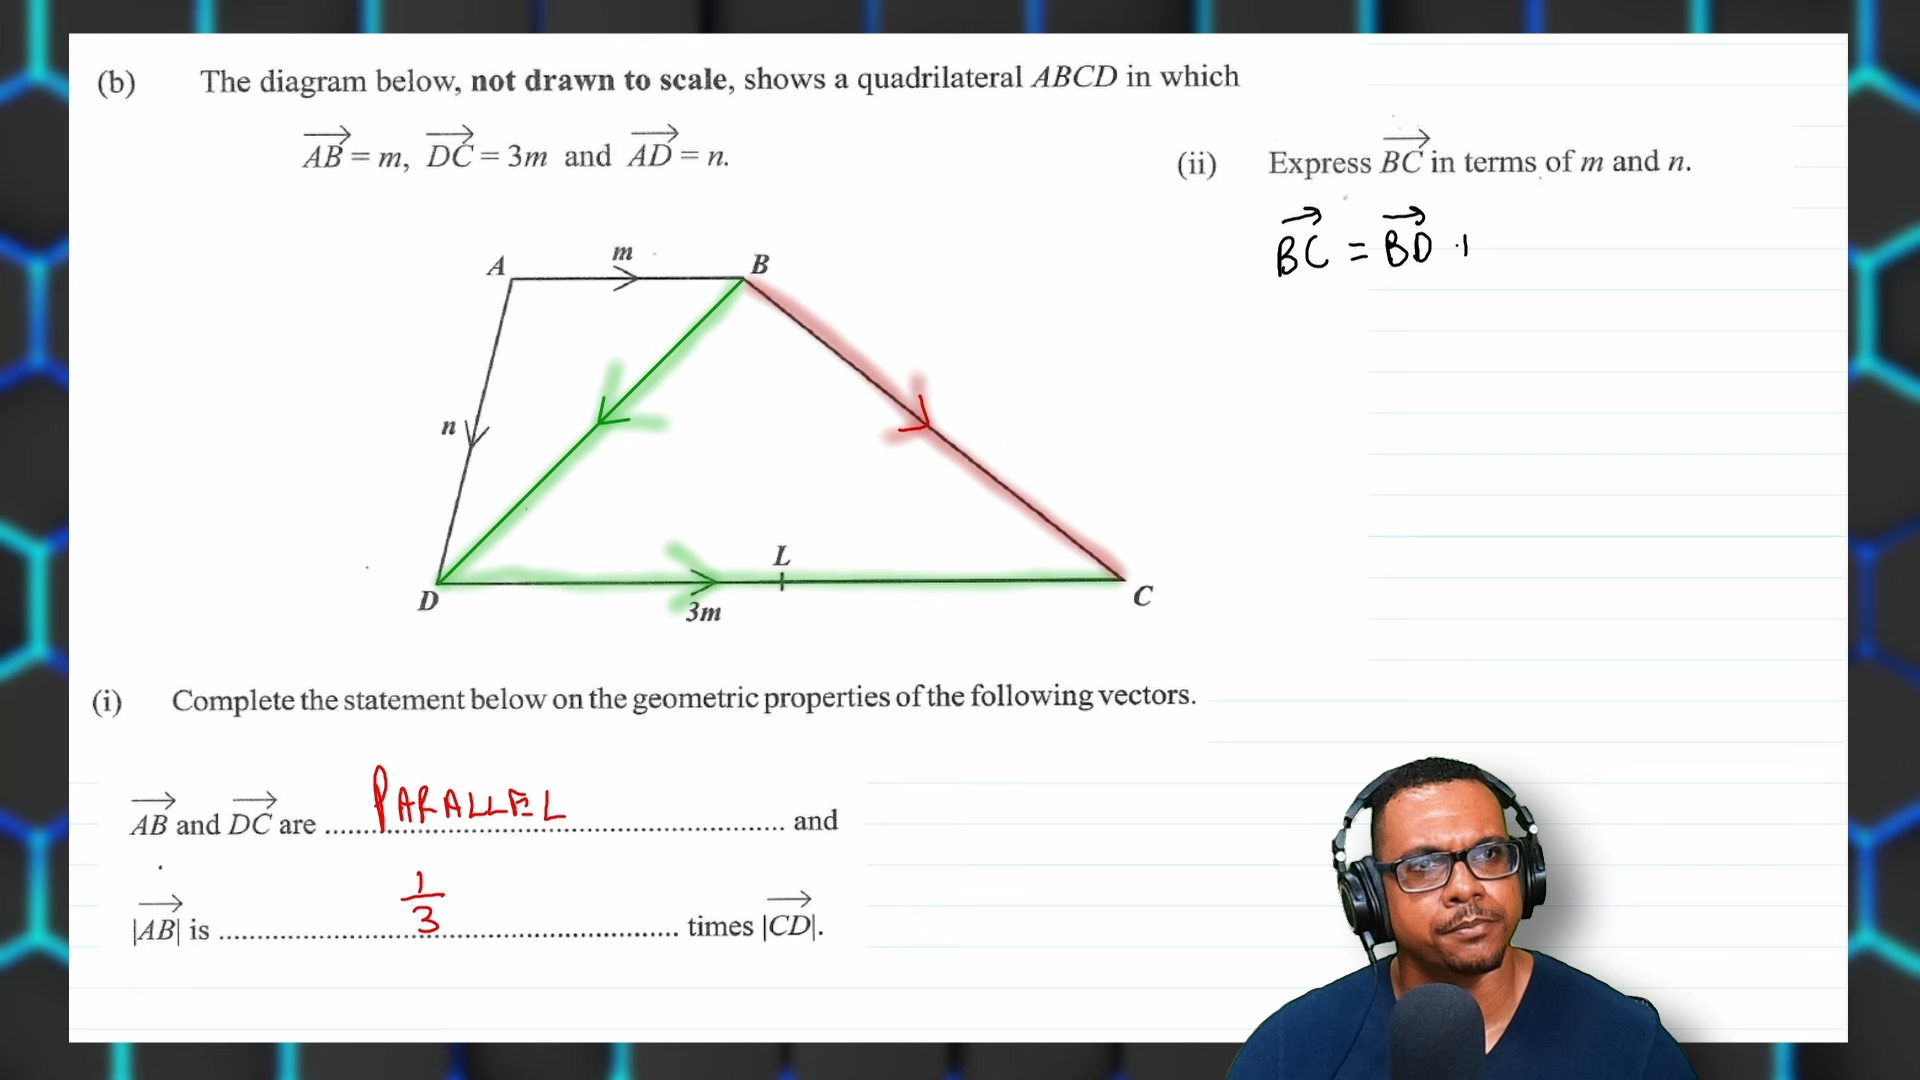 (b) The diagram below, not drawn to scale, shows a quadrilateral ABCD in which
AB = m, DC = 3m and AD = n.
(ii) Express BC in terms of m and n.
BC = BD +
A m B
n
L
D 3m C
(i) Complete the statement below on the geometric properties of the following vectors.
AB and DC are PARALLEL and
|AB| is 1/3 times |CD|.